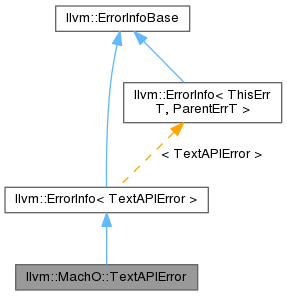 llvm::ErrorInfoBase
llvm::ErrorInfo< ThisErr
T, ParentErrT >
< TextAPIError >
llvm::ErrorInfo< TextAPIError >
llvm::MachO::TextAPIError